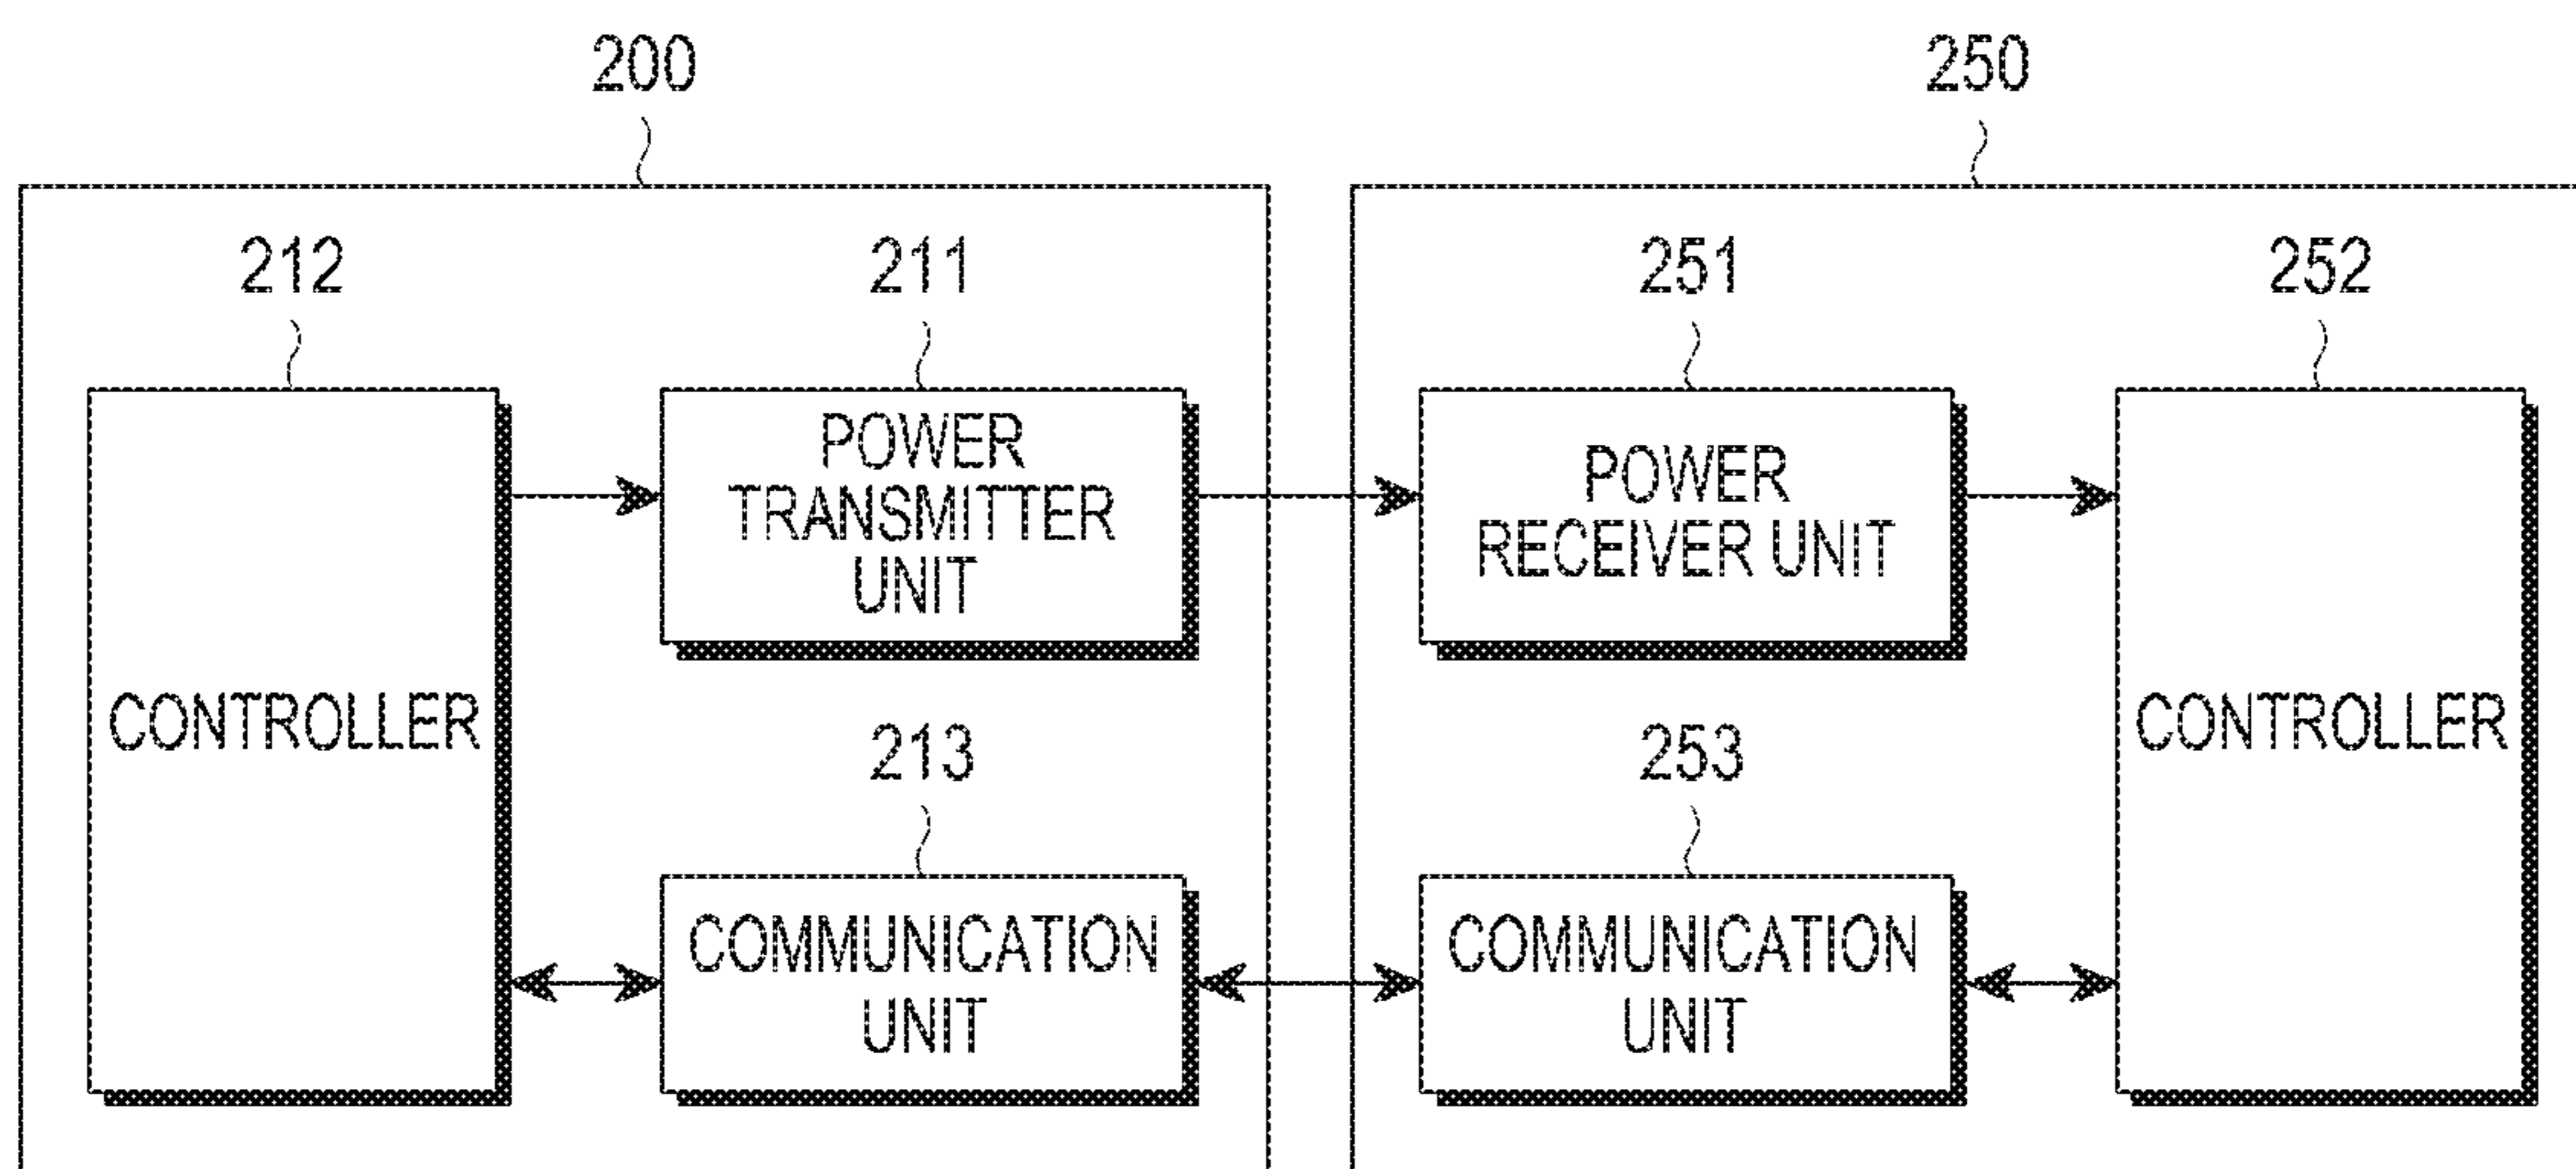 200
250
212
211
251
252
POWER
TRANSMITTER
UNIT
POWER
RECEIVER UNIT
CONTROLLER
CONTROLLER
213
253
COMMUNICATION
UNIT
COMMUNICATION
UNIT